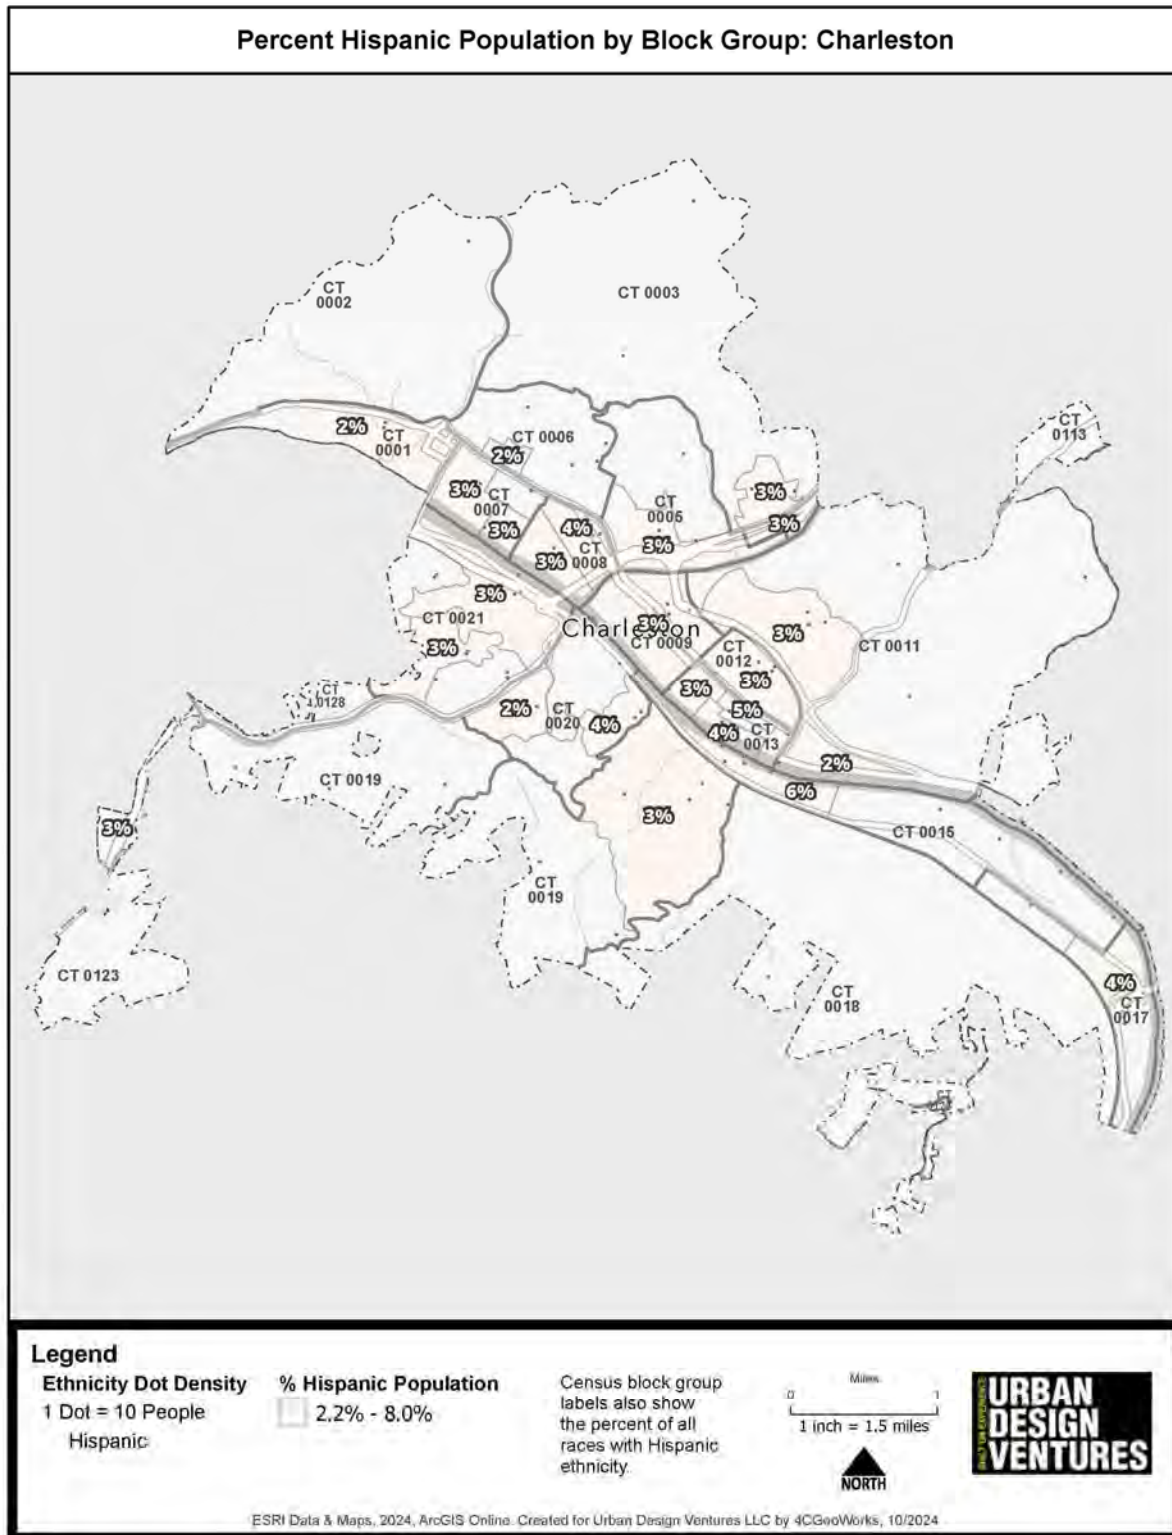 Percent Hispanic Population by Block Group: Charleston
CT
0002
CT 0003
CT
0113
2%
CT
0001
CT 0006
2%
3%
CT
0007
3%
4%
3%
CT
0008
CT
0005
3%
3%
3%
3%
CT 0021
3%
Charleston
3%
CT 0009
3%
CT 0011
CT
0012
3%
3%
5%
4%
CT
0013
2%
6%
CT
0128
2%
CT
0020
4%
CT 0019
3%
3%
CT 0015
CT
0019
CT 0123
CT
0018
4%
CT
0017
CT
Legend
Ethnicity Dot Density
1 Dot = 10 People
Hispanic
% Hispanic Population
2.2% - 8.0%
Census block group
labels also show
the percent of all
races with Hispanic
ethnicity.
Miles
0 1
1 inch = 1.5 miles
NORTH
BUILT ON EXPERIENCE
URBAN
DESIGN
VENTURES
ESRI Data & Maps, 2024, ArcGIS Online. Created for Urban Design Ventures LLC by 4CGeoWorks, 10/2024